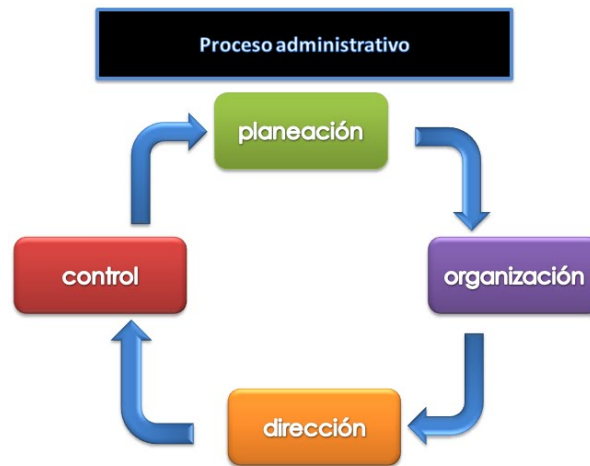 Proceso administrativo
planeación
organización
dirección
control